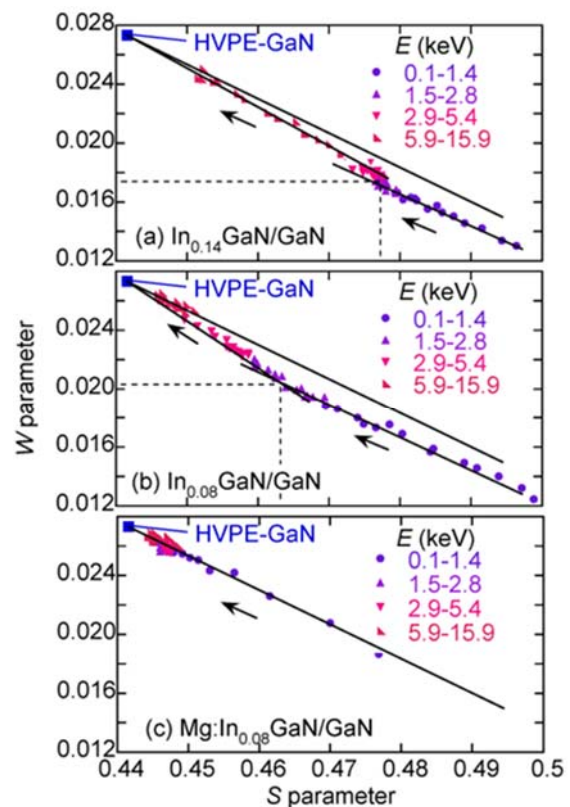 0.028
HVPE-GaN
E (keV)
0.1-1.4
1.5-2.8
2.9-5.4
5.9-15.9
0.024
0.020
0.016
0.012
(a) In0.14GaN/GaN
HVPE-GaN
E (keV)
0.1-1.4
1.5-2.8
2.9-5.4
5.9-15.9
0.024
0.020
0.016
0.012
(b) In0.08GaN/GaN
W parameter
HVPE-GaN
E (keV)
0.1-1.4
1.5-2.8
2.9-5.4
5.9-15.9
0.024
0.020
0.016
0.012
(c) Mg:In0.08GaN/GaN
0.44 0.45 0.46 0.47 0.48 0.49 0.5
S parameter